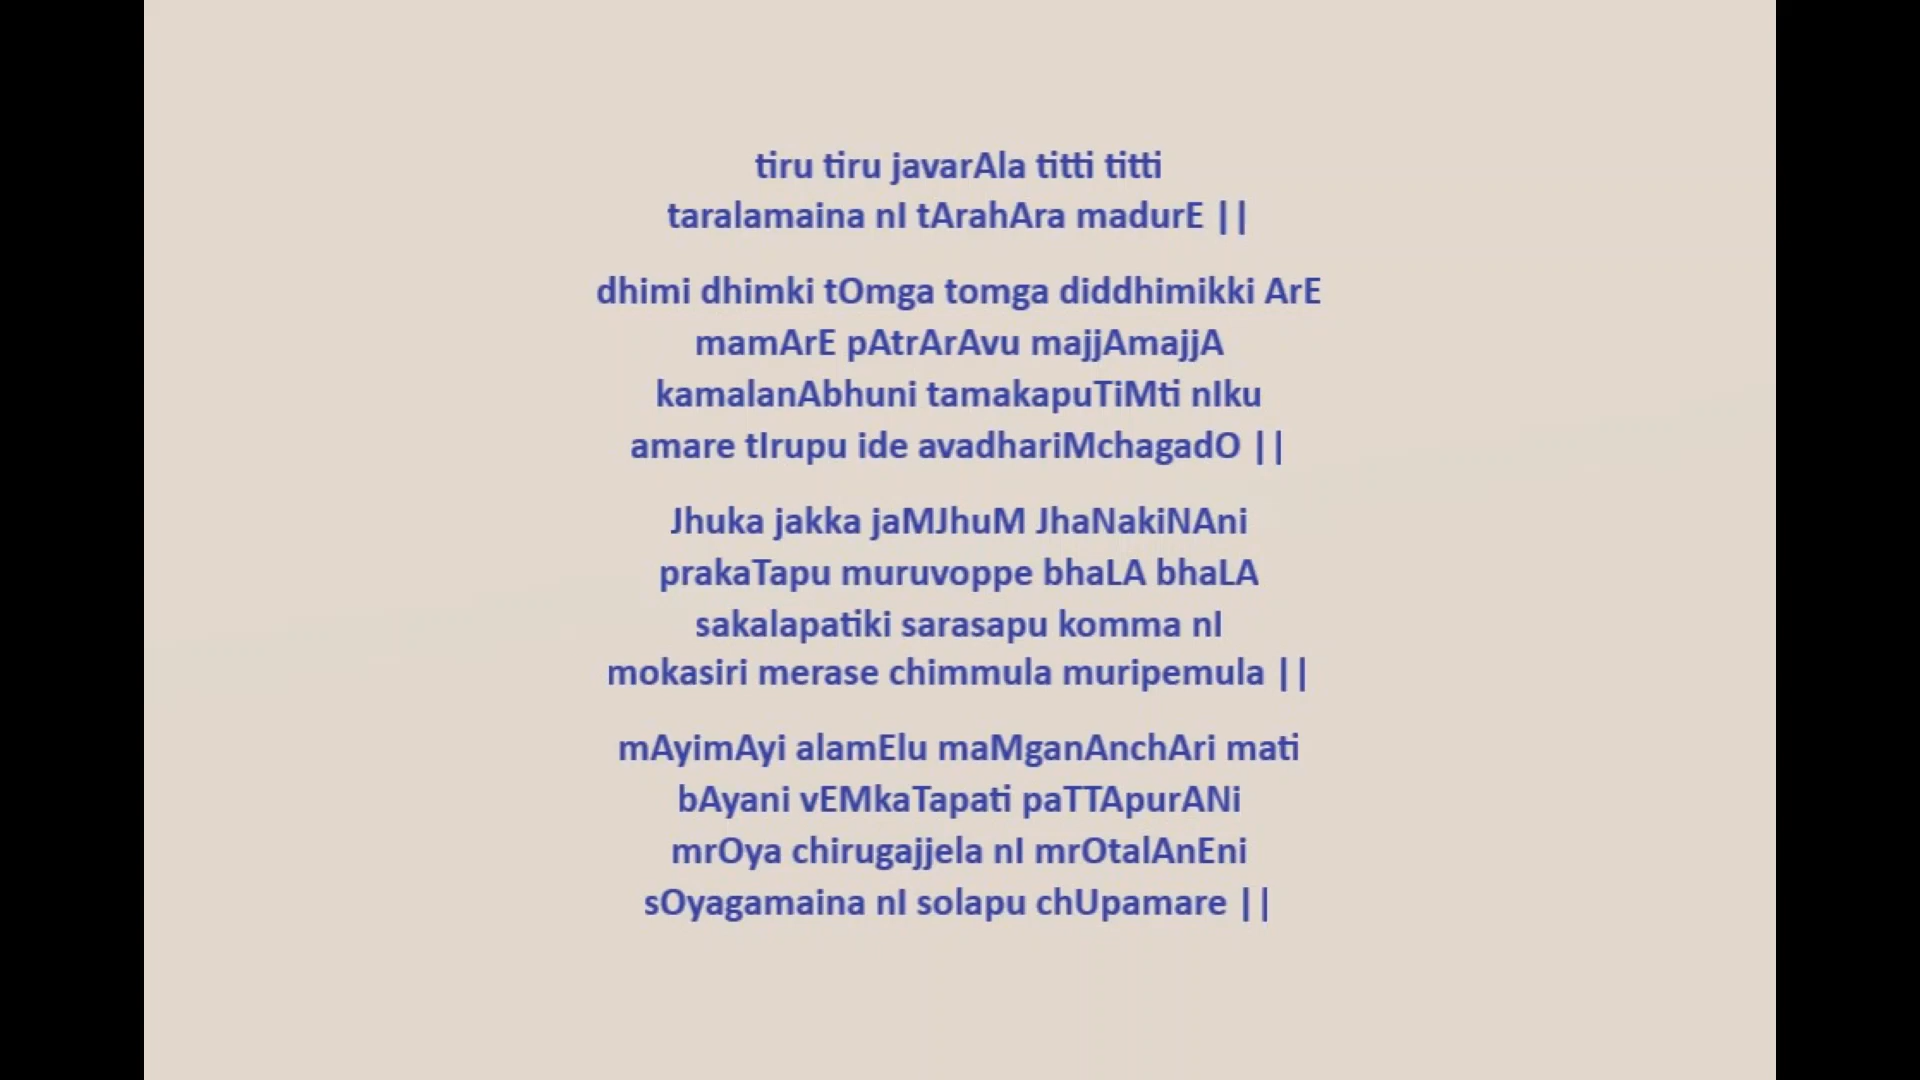 tiru tiru javarAla titti titti
taralamaina nI tArahAra madurE ||
dhimi dhimki tOmga tomga diddhimikki ArE
mamArE pAtrArAvu majjAmajjA
kamalanAbhuni tamakapuTiMti nIku
amare tIrupu ide avadhariMchagadO ||
Jhuka jakka jaMJhuM JhaNakiNAni
prakaTapu muruvoppe bhaLA bhaLA
sakalapatiki sarasapu komma nI
mokasiri merase chimmula muripemula ||
mAyimAyi alamElu maMganAnchAri mati
bAyani vEMkaTapati paTTApurANi
mrOya chirugajjela nI mrOtalAnEni
sOyagamaina nI solapu chUpamare ||